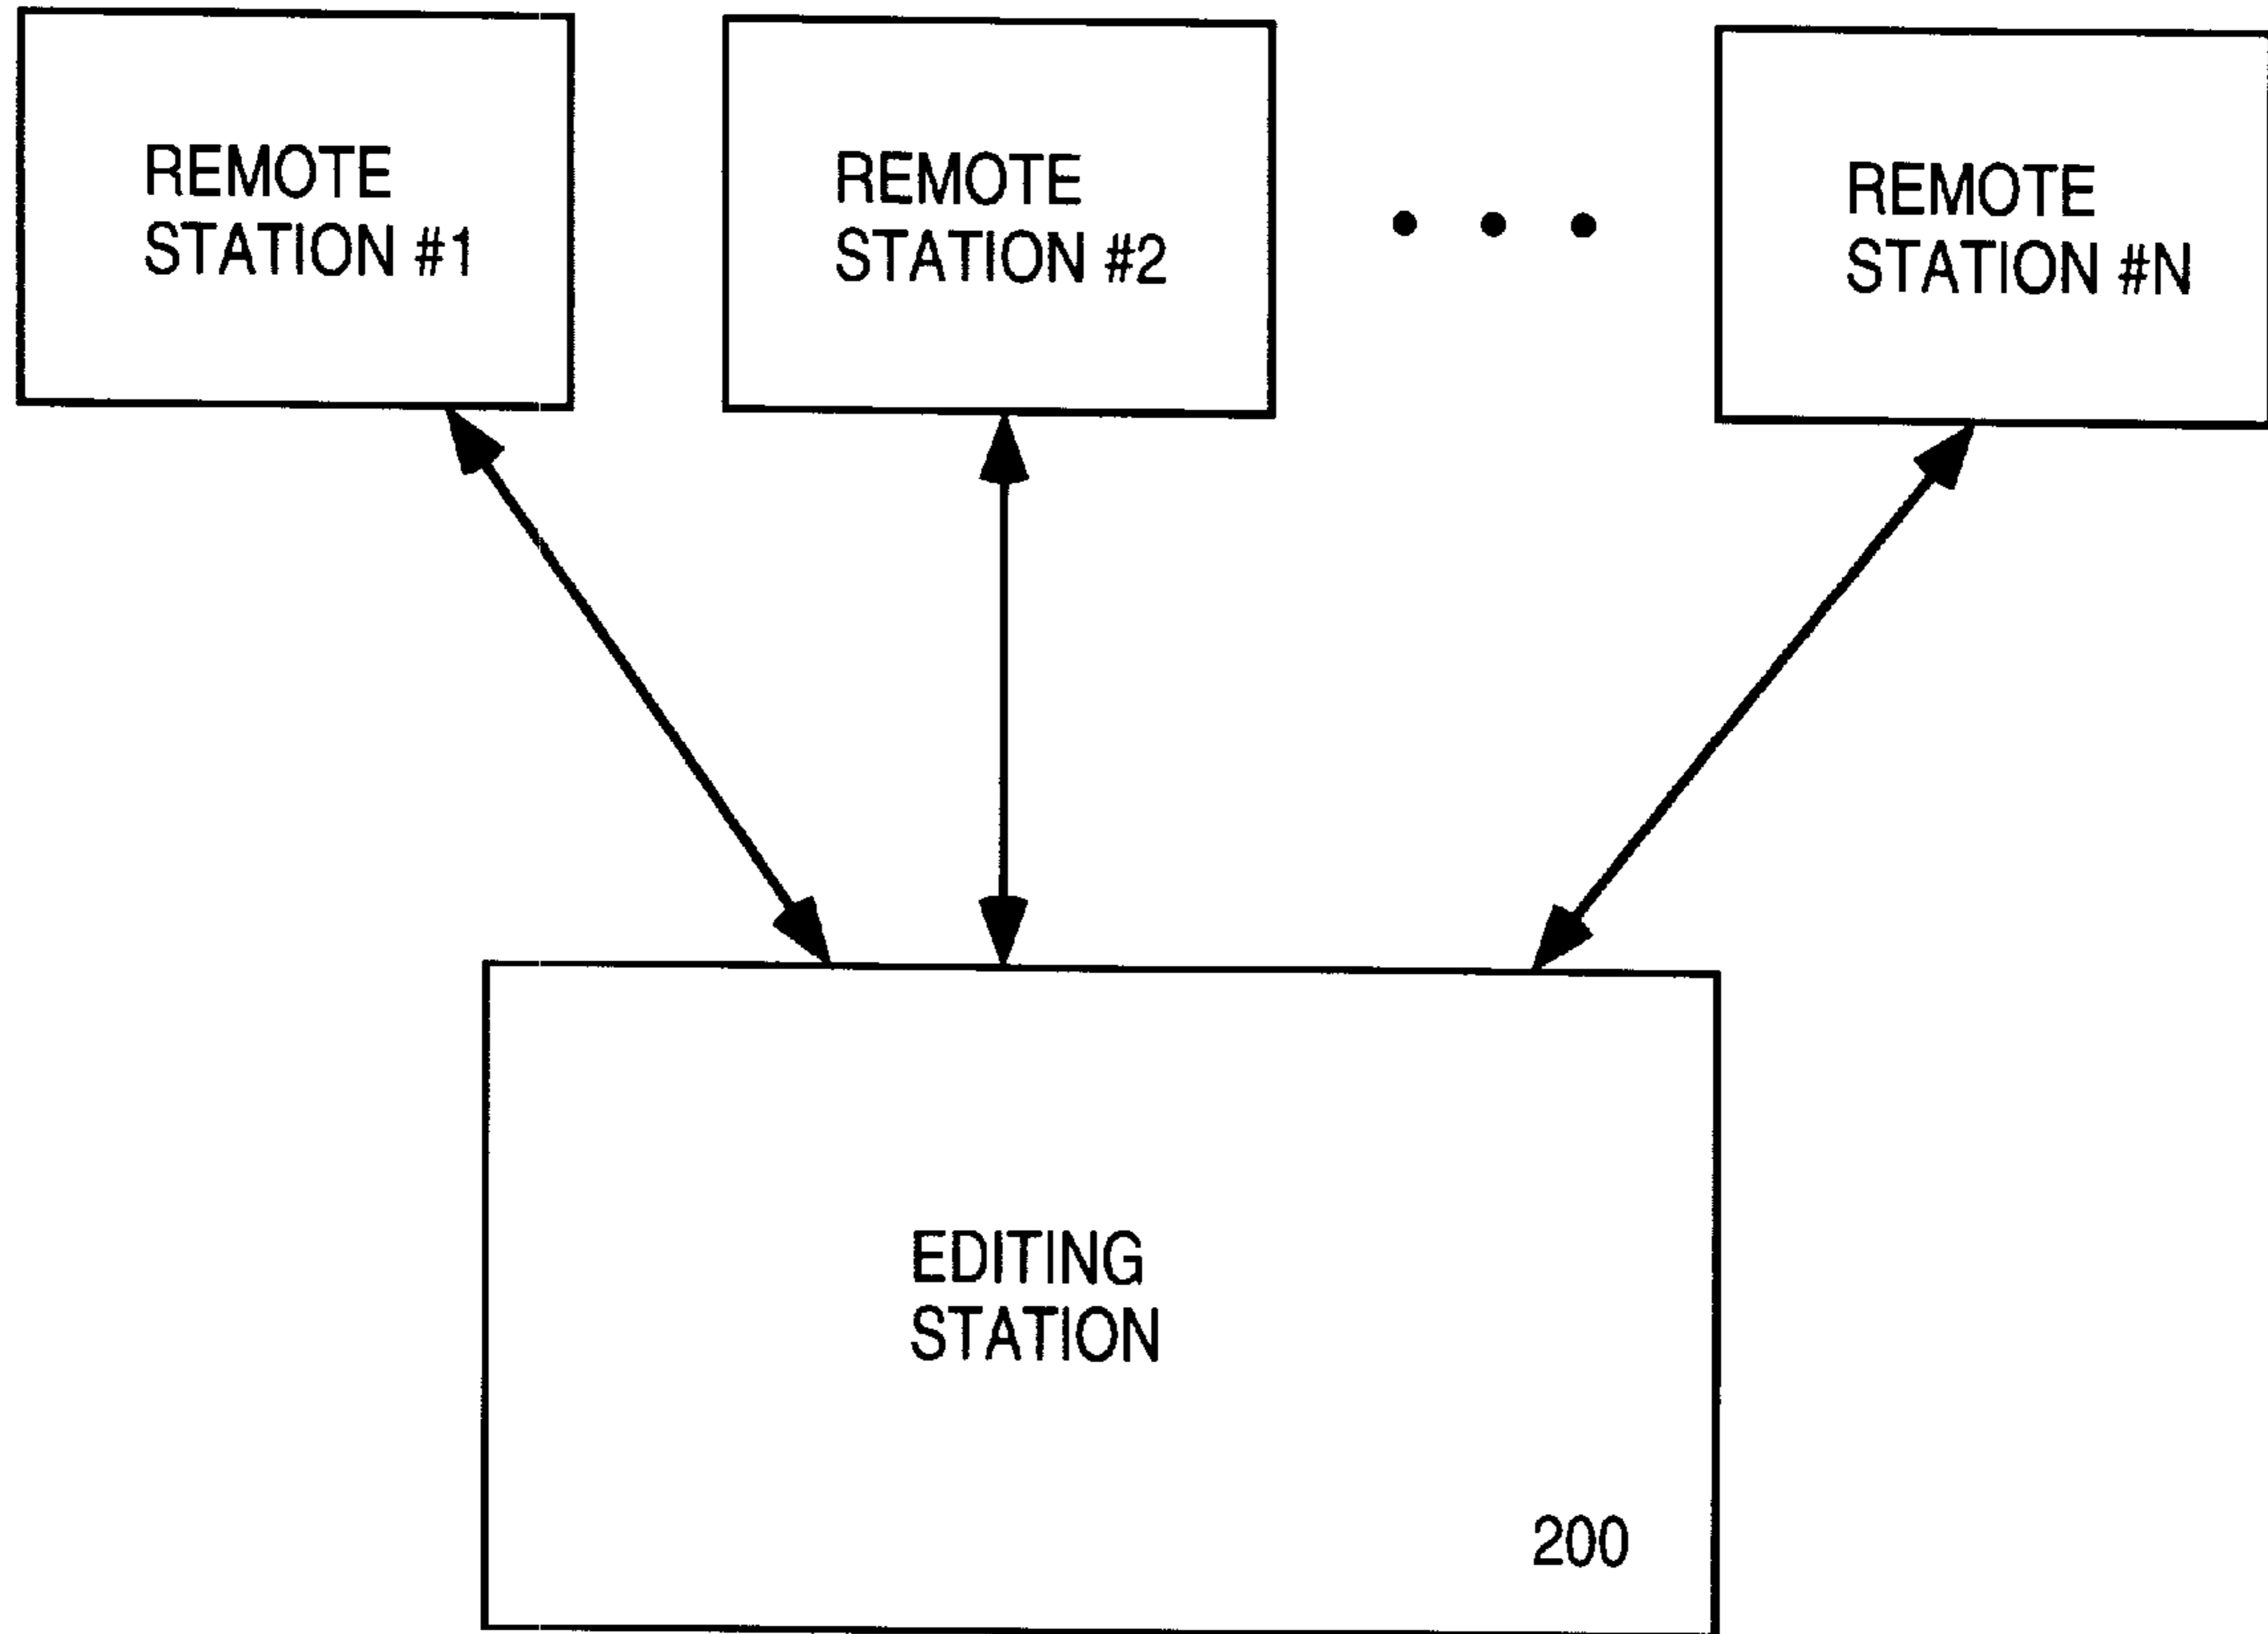 REMOTE
STATION #1
REMOTE
STATION #2
REMOTE
STATION #N
EDITING
STATION
200